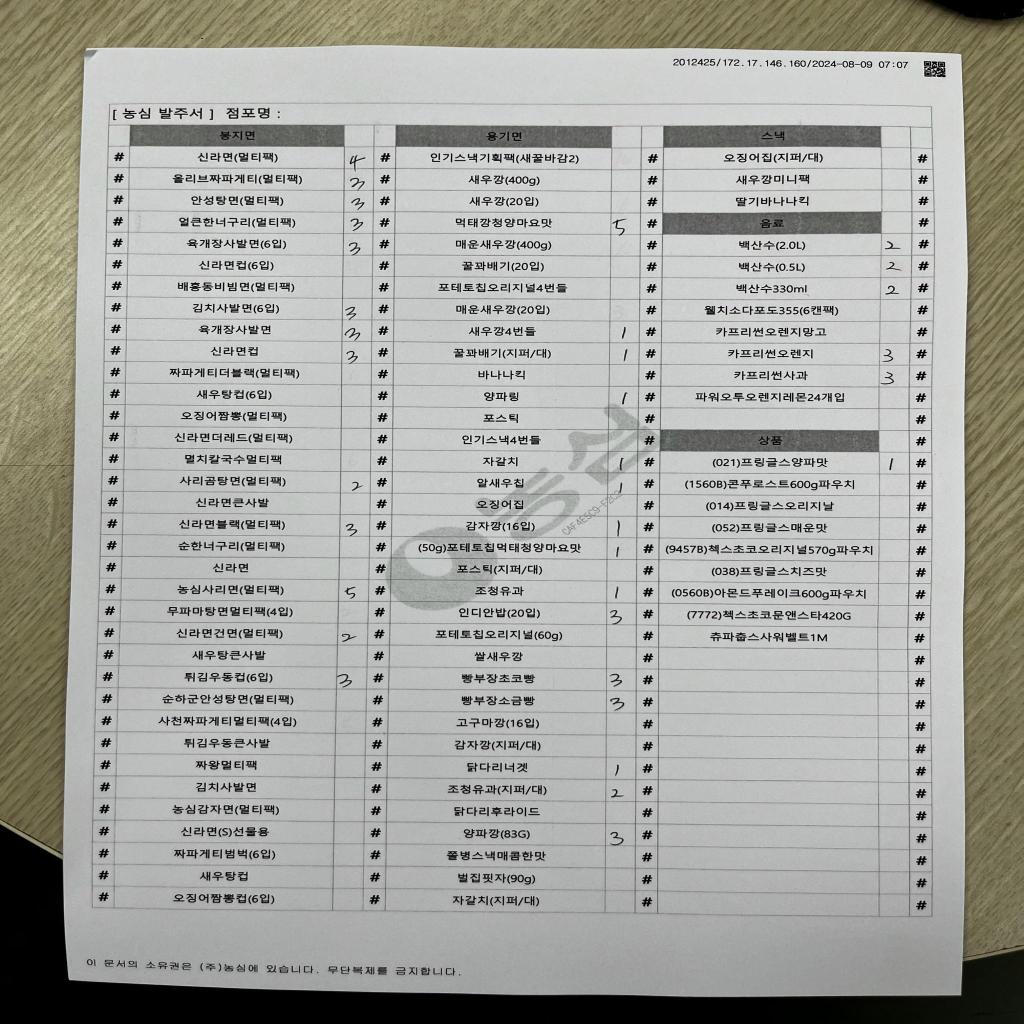 2012425/172.17.146.160/2024-08-09 07:07
[ 농심 발주서 ] 점포명 :
봉지면 용기면 스낵
# 신라면(멀티팩) 4 # 인기스낵기획팩(새꿀바감2) # 오징어집(지퍼/대) #
# 올리브짜파게티(멀티팩) 3 # 새우깡(400g) # 새우깡미니팩 #
# 안성탕면(멀티팩) 3 # 새우깡(20입) # 딸기바나나킥 #
# 얼큰한너구리(멀티팩) 3 # 먹태깡청양마요맛 5 # 음료 #
# 육개장사발면(6입) 3 # 매운새우깡(400g) # 백산수(2.0L) 2 #
# 신라면컵(6입) # 꿀꽈배기(20입) # 백산수(0.5L) 2 #
# 배홍동비빔면(멀티팩) # 포테토칩오리지널4번들 # 백산수330ml 2 #
# 김치사발면(6입) 3 # 매운새우깡(20입) # 웰치소다포도355(6캔팩) #
# 육개장사발면 3 # 새우깡4번들 1 # 카프리썬오렌지망고 #
# 신라면컵 3 # 꿀꽈배기(지퍼/대) 1 # 카프리썬오렌지 3 #
# 짜파게티더블랙(멀티팩) # 바나나킥 # 카프리썬사과 3 #
# 새우탕컵(6입) # 양파링 1 # 파워오투오렌지레몬24개입 #
# 오징어짬뽕(멀티팩) # 포스틱 # #
# 신라면더레드(멀티팩) # 인기스낵4번들 # 상품 #
# 멸치칼국수멀티팩 # 자갈치 1 # (021)프링글스양파맛 1 #
# 사리곰탕면(멀티팩) 2 # 알새우칩 1 # (1560B)콘푸로스트600g파우치 #
# 신라면큰사발 # 오징어집 # (014)프링글스오리지날 #
# 신라면블랙(멀티팩) 3 # 감자깡(16입) 1 # (052)프링글스매운맛 #
# 순한너구리(멀티팩) # (50g)포테토칩먹태청양마요맛 1 # (9457B)첵스초코오리지널570g파우치 #
# 신라면 # 포스틱(지퍼/대) # (038)프링글스치즈맛 #
# 농심사리면(멀티팩) 5 # 조청유과 1 # (0560B)아몬드푸레이크600g파우치 #
# 무파마탕면멀티팩(4입) # 인디안밥(20입) 3 # (7772)첵스초코문앤스타420G #
# 신라면건면(멀티팩) 2 # 포테토칩오리지널(60g) # 츄파춥스사워벨트1M #
# 새우탕큰사발 # 쌀새우깡 # #
# 튀김우동컵(6입) 3 # 빵부장초코빵 3 # #
# 순하군안성탕면(멀티팩) # 빵부장소금빵 3 # #
# 사천짜파게티멀티팩(4입) # 고구마깡(16입) # #
# 튀김우동큰사발 # 감자깡(지퍼/대) # #
# 짜왕멀티팩 # 닭다리너겟 1 # #
# 김치사발면 # 조청유과(지퍼/대) 2 # #
# 농심감자면(멀티팩) # 닭다리후라이드 # #
# 신라면(S)선물용 # 양파깡(83G) 3 # #
# 짜파게티범벅(6입) # 쫄병스낵매콤한맛 # #
# 새우탕컵 # 벌집핏자(90g) # #
# 오징어짬뽕컵(6입) # 자갈치(지퍼/대) # #
농심
이 문서의 소유권은 (주)농심에 있습니다. 무단복제를 금지합니다.